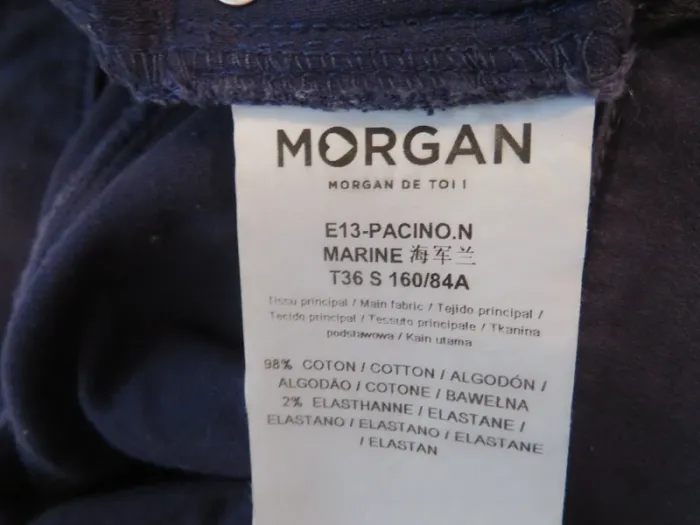 MORGAN
MORGAN DE TOI !
E13-PACINO.N
MARINE 海军兰
T36 S 160/84A
Tissu principal / Main fabric / Tejido principal /
Tecido principal / Tessuto principale / Tkanina
podstawowa / Kain utama
98% COTON / COTTON / ALGODÓN /
ALGODÃO / COTONE / BAWEŁNA
2% ELASTHANNE / ELASTANE /
ELASTANO / ELASTANO / ELASTANE
/ ELASTAN